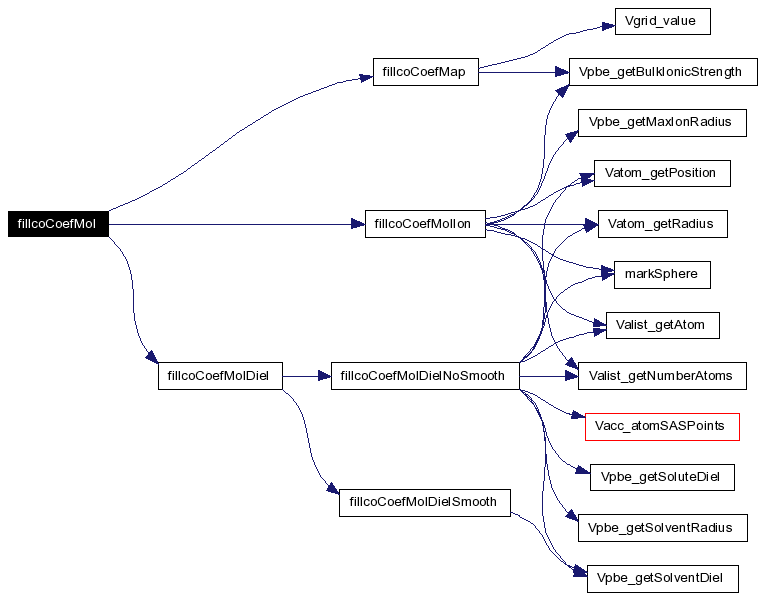 Vgrid_value
fillcoCoefMap
Vpbe_getBulkIonicStrength
Vpbe_getMaxIonRadius
Vatom_getPosition
fillcoCoefMol
fillcoCoefMolIon
Vatom_getRadius
markSphere
Valist_getAtom
fillcoCoefMolDiel
fillcoCoefMolDielNoSmooth
Valist_getNumberAtoms
Vacc_atomSASPoints
Vpbe_getSoluteDiel
fillcoCoefMolDielSmooth
Vpbe_getSolventRadius
Vpbe_getSolventDiel